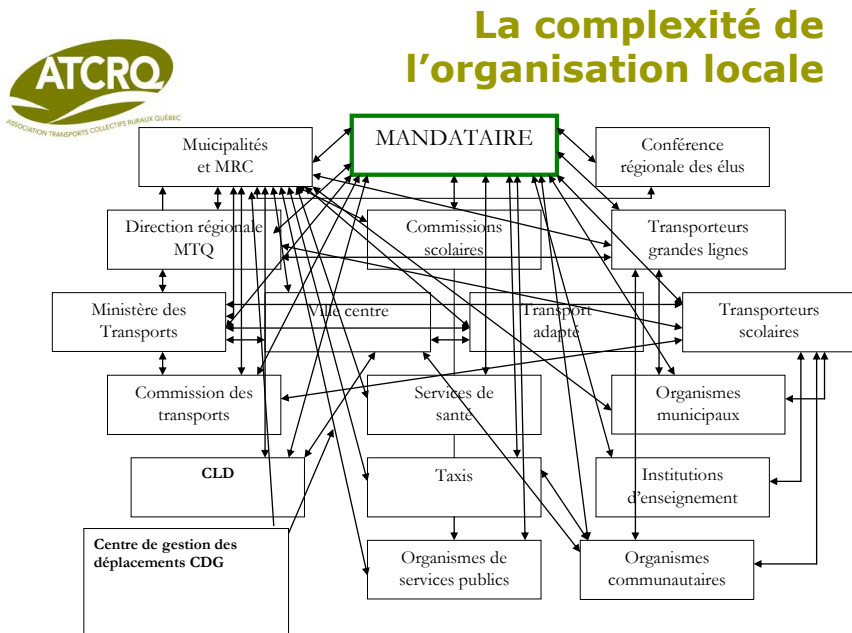 La complexité de
l'organisation locale
ATCRQ
ASSOCIATION TRANSPORTS COLLECTIFS RURAUX QUÉBEC
Muicipalités
et MRC
MANDATAIRE
Conférence
régionale des élus
Direction régionale
MTQ
Commissions
scolaires
Transporteurs
grandes lignes
Ministère des
Transports
Ville centre
Transport
adapté
Transporteurs
scolaires
Commission des
transports
Services de
santé
Organismes
municipaux
CLD
Taxis
Institutions
d'enseignement
Centre de gestion des
déplacements CDG
Organismes de
services publics
Organismes
communautaires